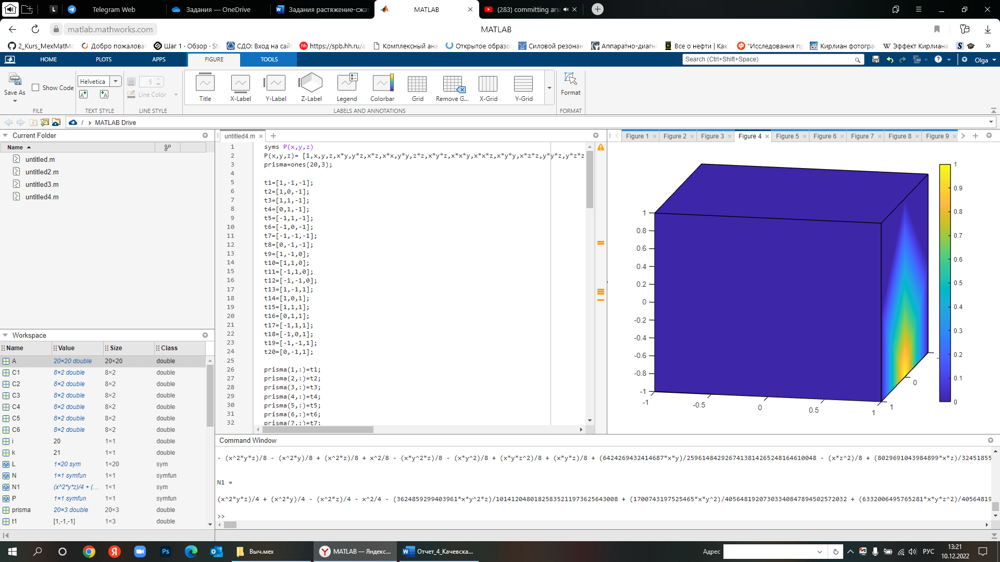 Telegram Web
Задания — OneDrive
Задания растяжение-сжат
MATLAB
(283) committing arso
matlab.mathworks.com
MATLAB
2_Kurs_MexMatMo
Добро пожаловат
Шаг 1 · Обзор · Ste
СДО: Вход на сайт
https://spb.hh.ru/a
Комплексный ана
Открытое образо
Силовой резонан
Аппаратно-диагн
Все о нефти | Как
"Исследования пр
Кирлиан фотогра
Эффект Кирлиана
HOME
PLOTS
APPS
FIGURE
TOOLS
Search (Ctrl+Shift+Space)
Olga
Save As
Show Code
Helvetica
5
Line Color
Title
X-Label
Y-Label
Z-Label
Legend
Colorbar
Grid
Remove G...
X-Grid
Y-Grid
Format
FILE
TEXT STYLE
LINE STYLE
LABELS AND ANNOTATIONS
FORMAT
/ > MATLAB Drive
Current Folder
Name
untitled.m
untitled2.m
untitled3.m
untitled4.m
Workspace
Name Value Size Class
A 20×20 double 20×20 double
C1 8×2 double 8×2 double
C2 8×2 double 8×2 double
C3 8×2 double 8×2 double
C4 8×2 double 8×2 double
C5 8×2 double 8×2 double
C6 8×2 double 8×2 double
i 20 1×1 double
k 21 1×1 double
L 1×20 sym 1×20 sym
N 1×1 symfun 1×1 symfun
N1 (x^2*y*z)/4 + (... 1×1 sym
P 1×1 symfun 1×1 symfun
prisma 20×3 double 20×3 double
t1 [1,-1,-1] 1×3 double
untitled4.m
1 syms P(x,y,z)
2 P(x,y,z)= [1,x,y,z,x*y,y*z,x*z,x*x,y*y,z*z,x*y*z,x*x*y,x*x*z,x*y*y,x*z*z,y*y*z,y*z*z
3 prisma=ones(20,3);
4
5 t1=[1,-1,-1];
6 t2=[1,0,-1];
7 t3=[1,1,-1];
8 t4=[0,1,-1];
9 t5=[-1,1,-1];
10 t6=[-1,0,-1];
11 t7=[-1,-1,-1];
12 t8=[0,-1,-1];
13 t9=[1,-1,0];
14 t10=[1,1,0];
15 t11=[-1,1,0];
16 t12=[-1,-1,0];
17 t13=[1,-1,1];
18 t14=[1,0,1];
19 t15=[1,1,1];
20 t16=[0,1,1];
21 t17=[-1,1,1];
22 t18=[-1,0,1];
23 t19=[-1,-1,1];
24 t20=[0,-1,1];
25
26 prisma(1,:)=t1;
27 prisma(2,:)=t2;
28 prisma(3,:)=t3;
29 prisma(4,:)=t4;
30 prisma(5,:)=t5;
31 prisma(6,:)=t6;
32 prisma(7,:)=t7;
Figure 1
Figure 2
Figure 3
Figure 4
Figure 5
Figure 6
Figure 7
Figure 8
Figure 9
1
0.8
0.6
0.4
0.2
0
-0.2
-0.4
-0.6
-0.8
-1
-1
-0.5
0
0.5
1
1
0
-
1
0.9
0.8
0.7
0.6
0.5
0.4
0.3
0.2
0.1
0
Command Window
- (x^2*y*z)/8 - (x^2*y)/8 + (x^2*z)/8 + x^2/8 - (x*y^2*z)/8 - (x*y^2)/8 + (x*y*z^2)/8 + (x*y*z)/8 + (6424269432414687*x*y)/2596148429267413814265248164610048 - (x*z^2)/8 + (8029691043984899*x*z)/32451855
N1 =
(x^2*y*z)/4 + (x^2*y)/4 - (x^2*z)/4 - x^2/4 - (3624859299403961*x*y^2*z)/10141204801825835211973625643008 + (1700743197525465*x*y^2)/40564819207303340847894502572032 + (6332006495765281*x*y*z^2)/40564819
>>
Выч.мех
MATLAB — Яндекс...
Отчет_4_Качевска...
Адрес
РУС
13:21
10.12.2022